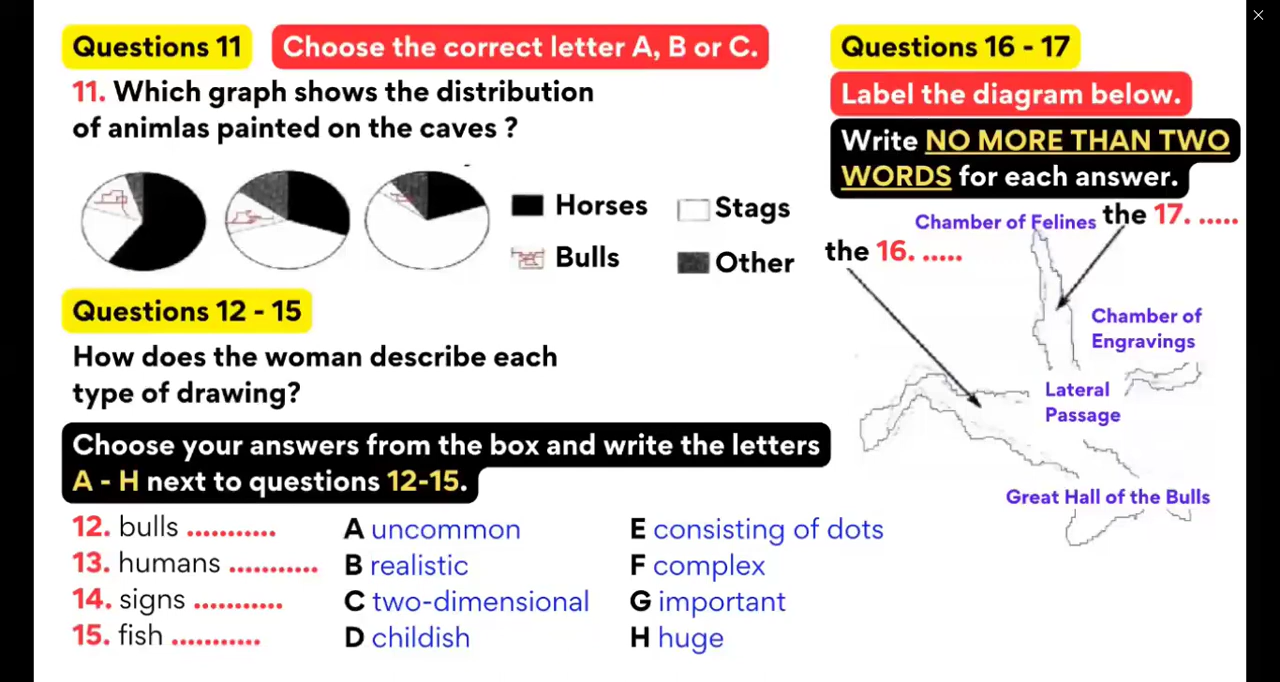 Questions 11
Choose the correct letter A, B or C.
11. Which graph shows the distribution
of animlas painted on the caves ?
Horses
Stags
Bulls
Other
Questions 12 - 15
How does the woman describe each
type of drawing?
Choose your answers from the box and write the letters
A - H next to questions 12-15.
12. bulls ...........
13. humans ...........
14. signs ...........
15. fish ...........
A uncommon
B realistic
C two-dimensional
D childish
E consisting of dots
F complex
G important
H huge
Questions 16 - 17
Label the diagram below.
Write NO MORE THAN TWO
WORDS for each answer.
Chamber of Felines
the 17. .....
the 16. .....
Chamber of
Engravings
Lateral
Passage
Great Hall of the Bulls